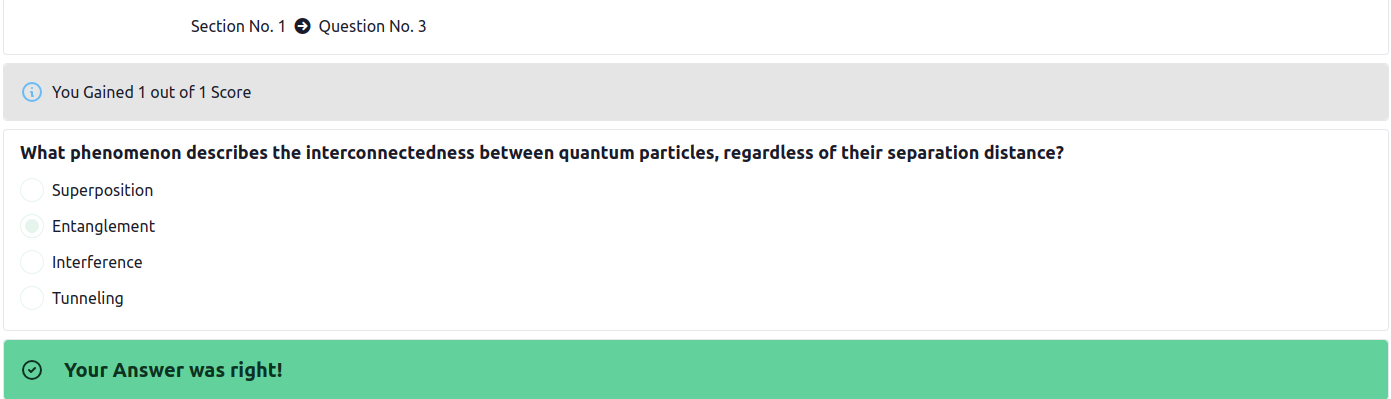 Section No. 1 Question No. 3
You Gained 1 out of 1 Score
What phenomenon describes the interconnectedness between quantum particles, regardless of their separation distance?
Superposition
Entanglement
Interference
Tunneling
Your Answer was right!